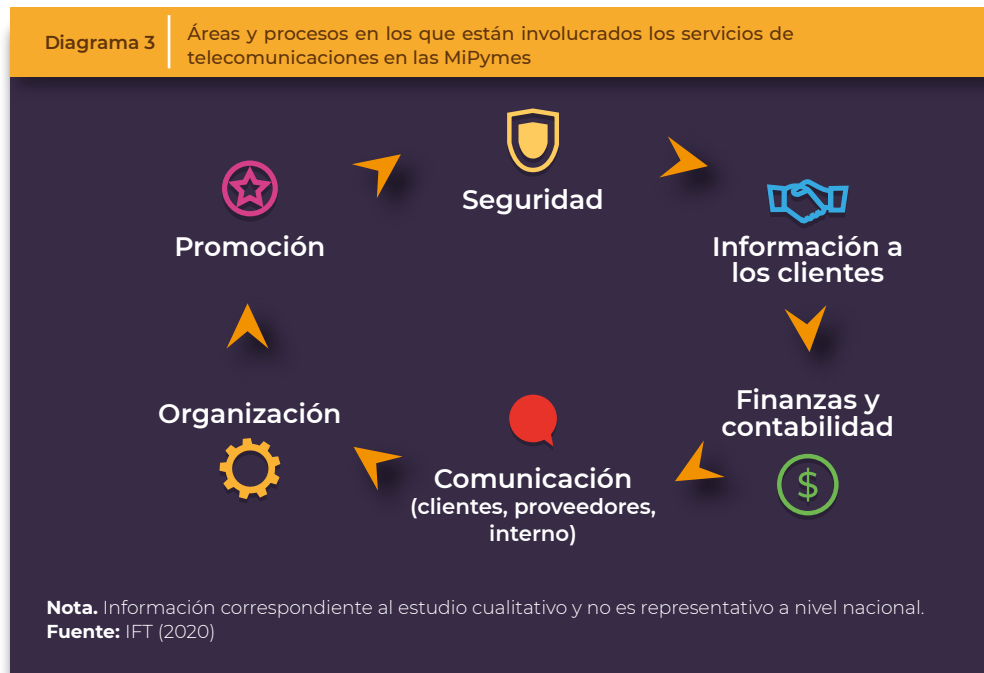 Diagrama 3
Áreas y procesos en los que están involucrados los servicios de
telecomunicaciones en las MiPymes
Seguridad
Promoción
Información a
los clientes
Organización
Finanzas y
contabilidad
$
Comunicación
(clientes, proveedores,
interno)
Nota. Información correspondiente al estudio cualitativo y no es representativo a nivel nacional.
Fuente: IFT (2020)